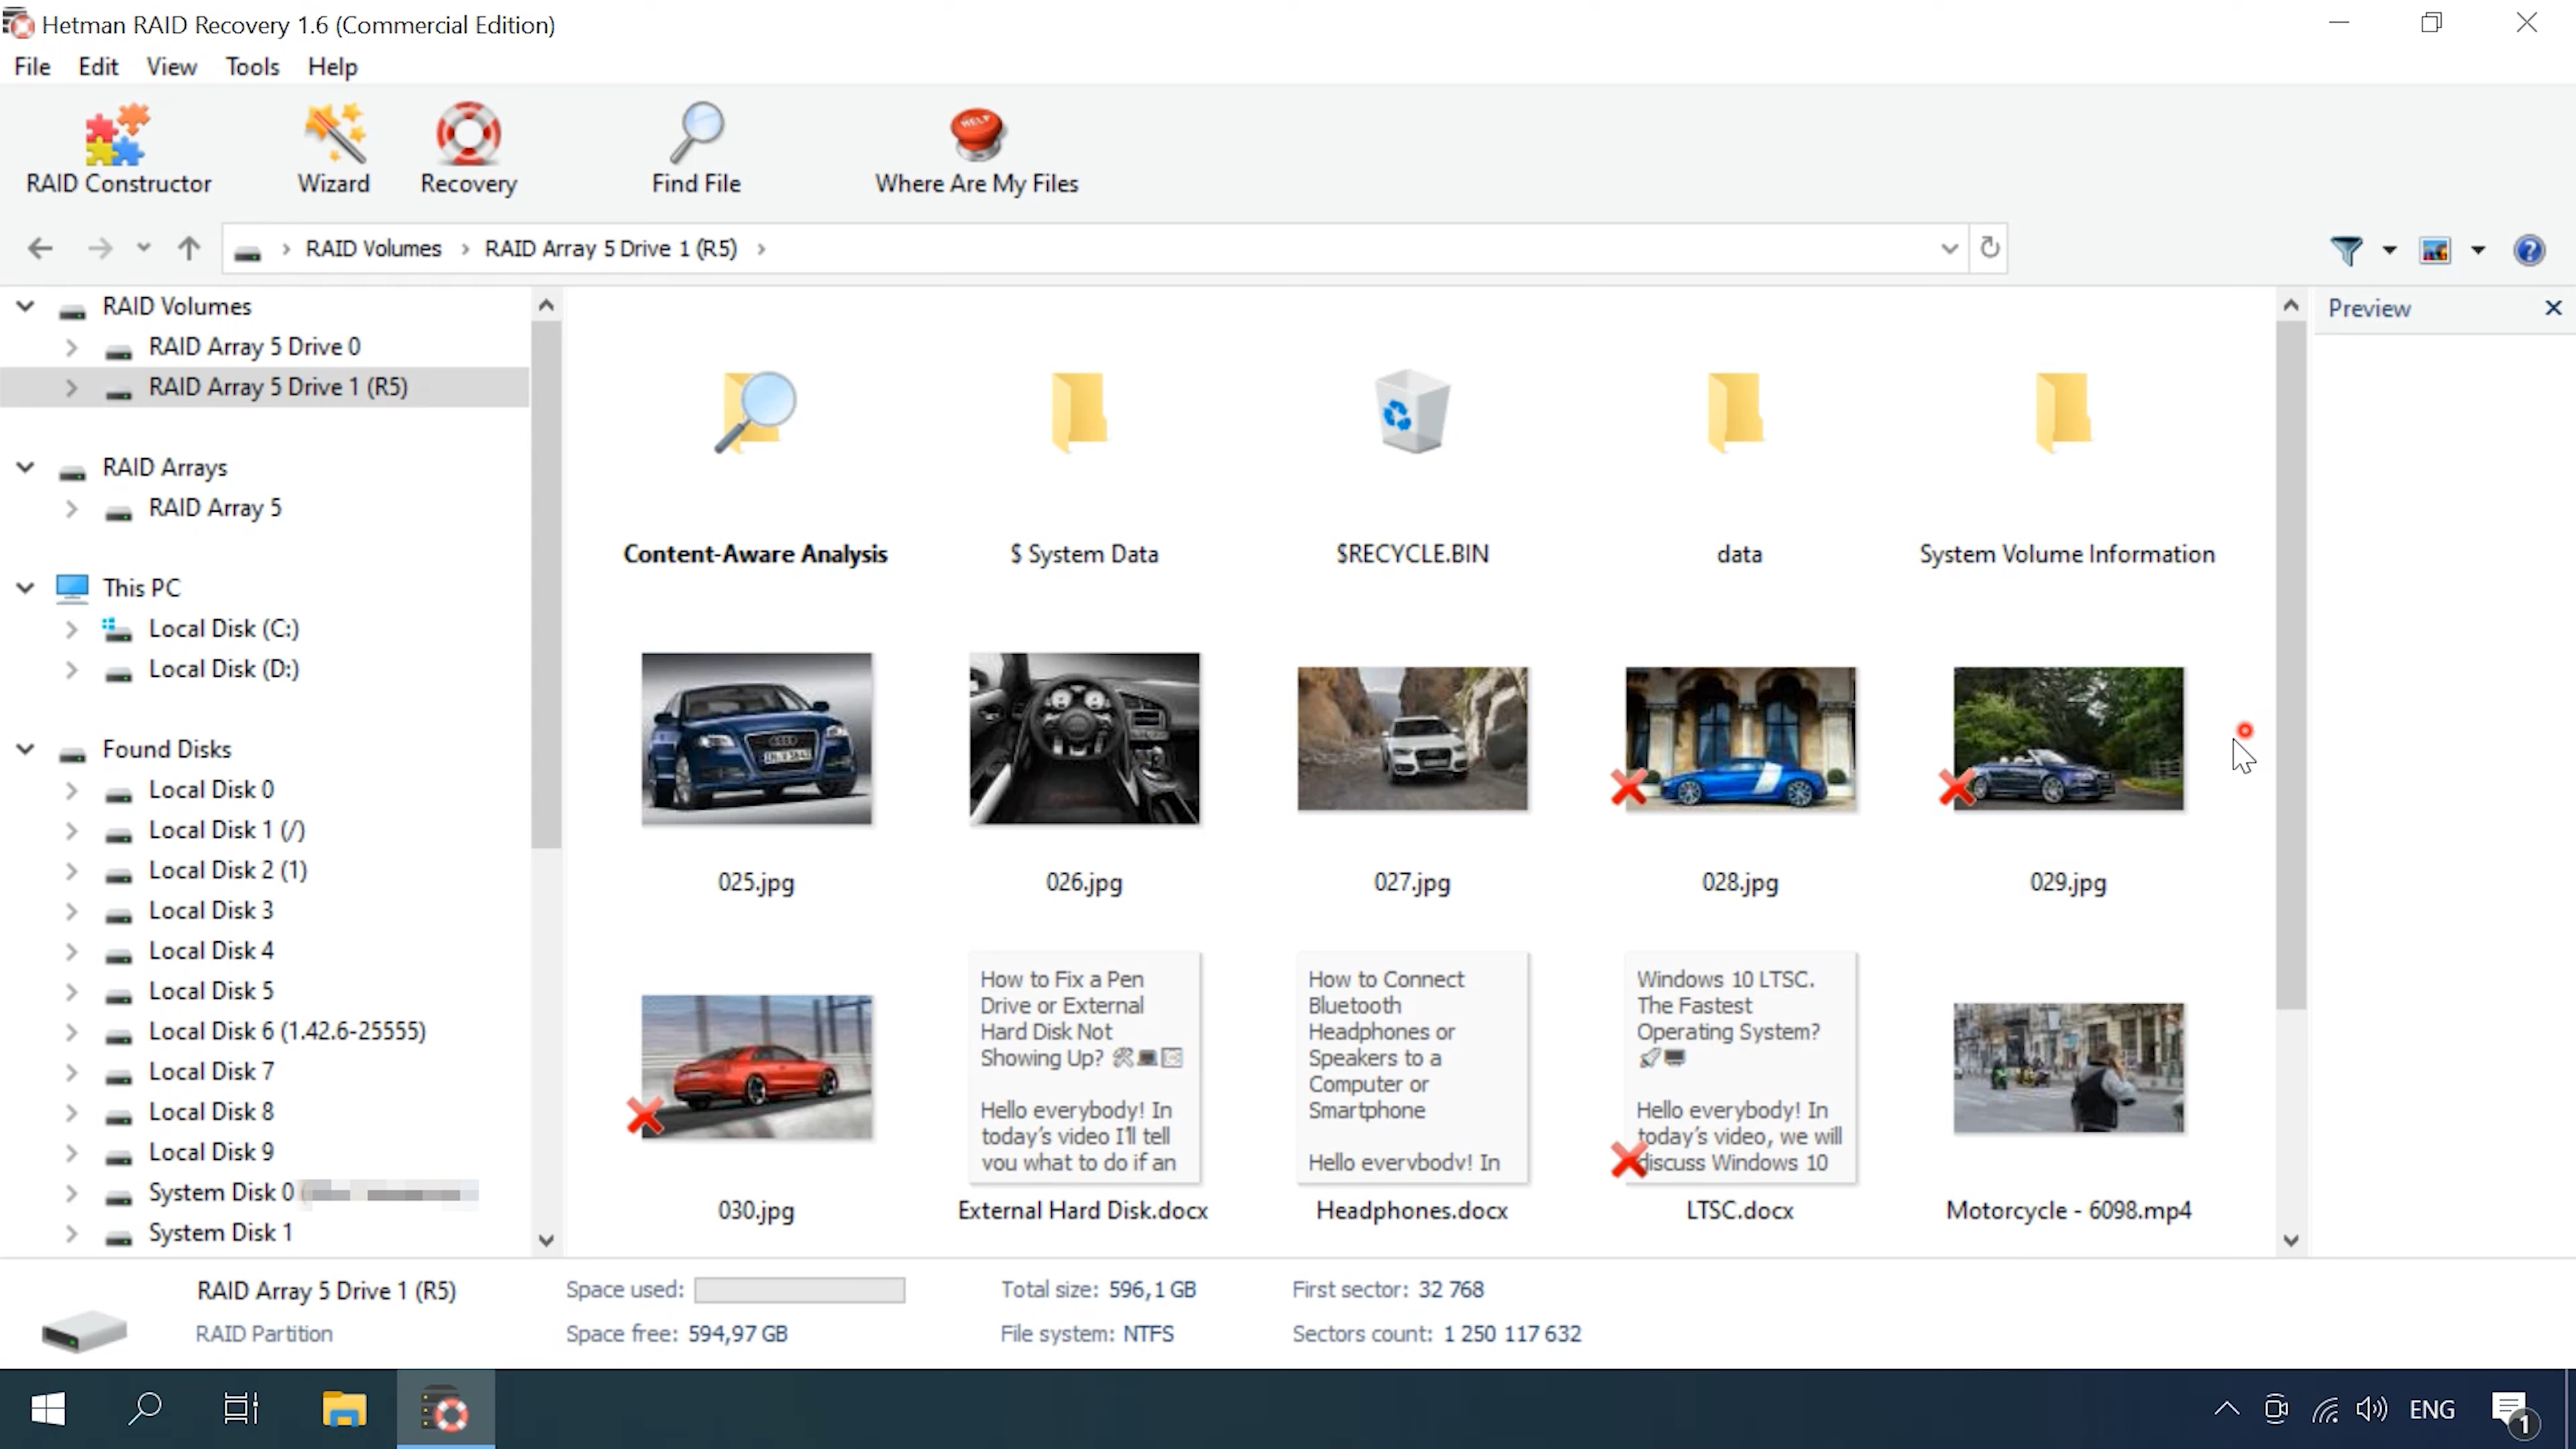 Hetman RAID Recovery 1.6 (Commercial Edition)
File Edit View Tools Help
RAID Constructor Wizard Recovery Find File HELP Where Are My Files
RAID Volumes RAID Array 5 Drive 1 (R5)
RAID Volumes
RAID Array 5 Drive 0
RAID Array 5 Drive 1 (R5)
RAID Arrays
RAID Array 5
This PC
Local Disk (C:)
Local Disk (D:)
Found Disks
Local Disk 0
Local Disk 1 (/)
Local Disk 2 (1)
Local Disk 3
Local Disk 4
Local Disk 5
Local Disk 6 (1.42.6-25555)
Local Disk 7
Local Disk 8
Local Disk 9
System Disk 0
System Disk 1
Content-Aware Analysis $ System Data $RECYCLE.BIN data System Volume Information
025.jpg 026.jpg 027.jpg 028.jpg 029.jpg
How to Fix a Pen
Drive or External
Hard Disk Not
Showing Up? 🛠💻💽
Hello everybody! In
today's video I'll tell
you what to do if an
How to Connect
Bluetooth
Headphones or
Speakers to a
Computer or
Smartphone
Hello everybody! In
Windows 10 LTSC.
The Fastest
Operating System?
🚀💻
Hello everybody! In
today's video, we will
discuss Windows 10
030.jpg External Hard Disk.docx Headphones.docx LTSC.docx Motorcycle - 6098.mp4
Preview
RAID Array 5 Drive 1 (R5) Space used: Total size: 596,1 GB First sector: 32 768
RAID Partition Space free: 594,97 GB File system: NTFS Sectors count: 1 250 117 632
ENG 1